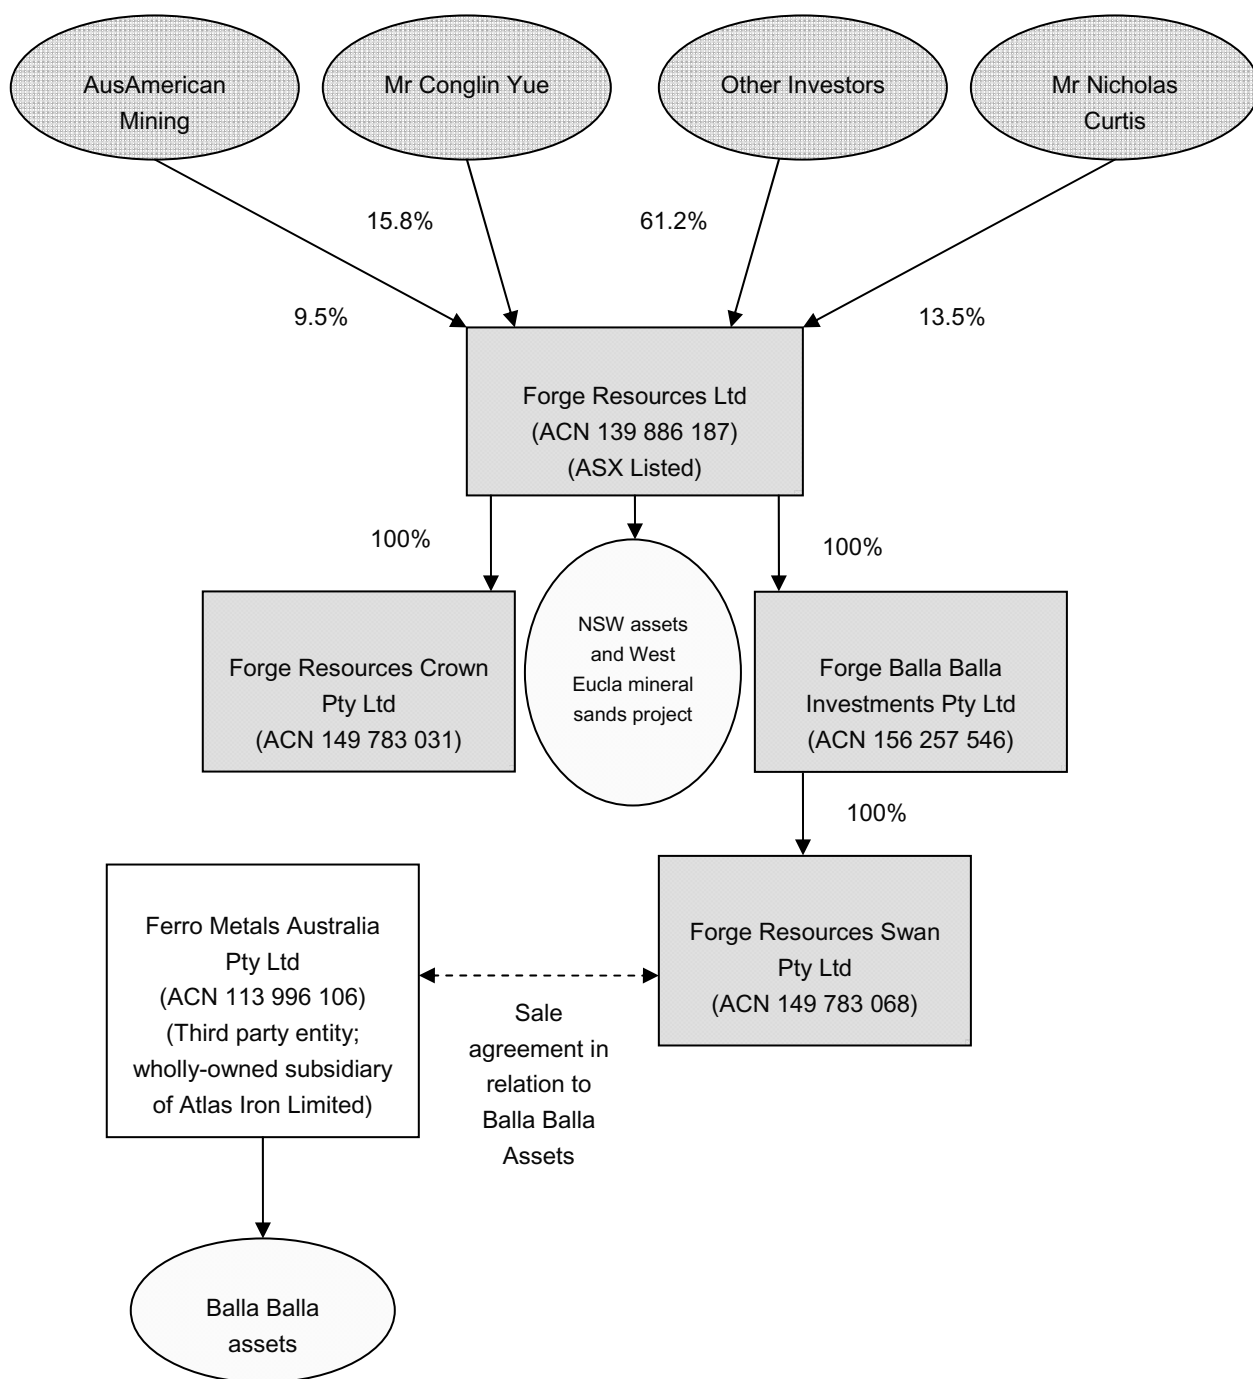 AusAmerican
Mining
Mr Conglin Yue
Other Investors
Mr Nicholas
Curtis
15.8%
61.2%
9.5%
13.5%
Forge Resources Ltd
(ACN 139 886 187)
(ASX Listed)
100%
100%
Forge Resources Crown
Pty Ltd
(ACN 149 783 031)
NSW assets
and West
Eucla mineral
sands project
Forge Balla Balla
Investments Pty Ltd
(ACN 156 257 546)
100%
Ferro Metals Australia
Pty Ltd
(ACN 113 996 106)
(Third party entity;
wholly-owned subsidiary
of Atlas Iron Limited)
Sale
agreement in
relation to
Balla Balla
Assets
Forge Resources Swan
Pty Ltd
(ACN 149 783 068)
Balla Balla
assets